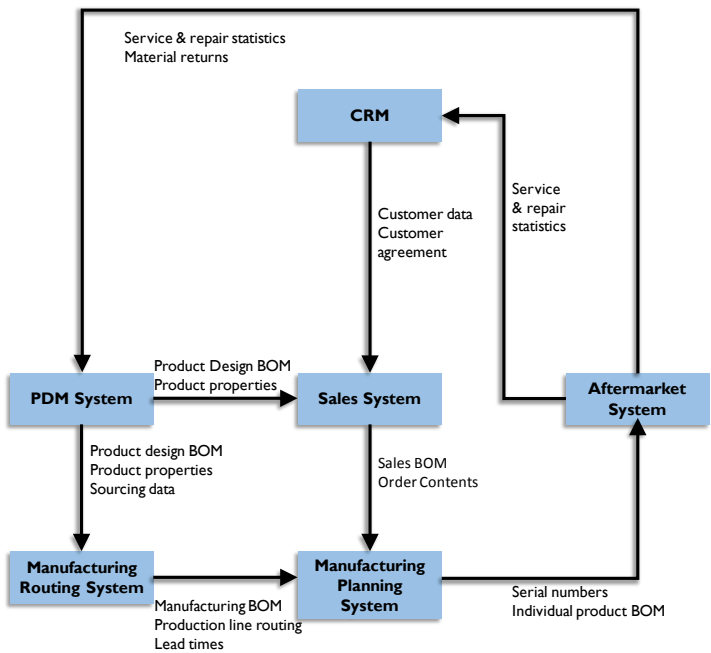 Service & repair statistics
Material returns
CRM
Service
& repair
statistics
Customer data
Customer
agreement
Product Design BOM
Product properties
PDM System
Sales System
Aftermarket
System
Product design BOM
Product properties
Sourcing data
Sales BOM
Order Contents
Manufacturing
Routing System
Manufacturing
Planning
System
Manufacturing BOM
Production line routing
Lead times
Serial numbers
Individual product BOM